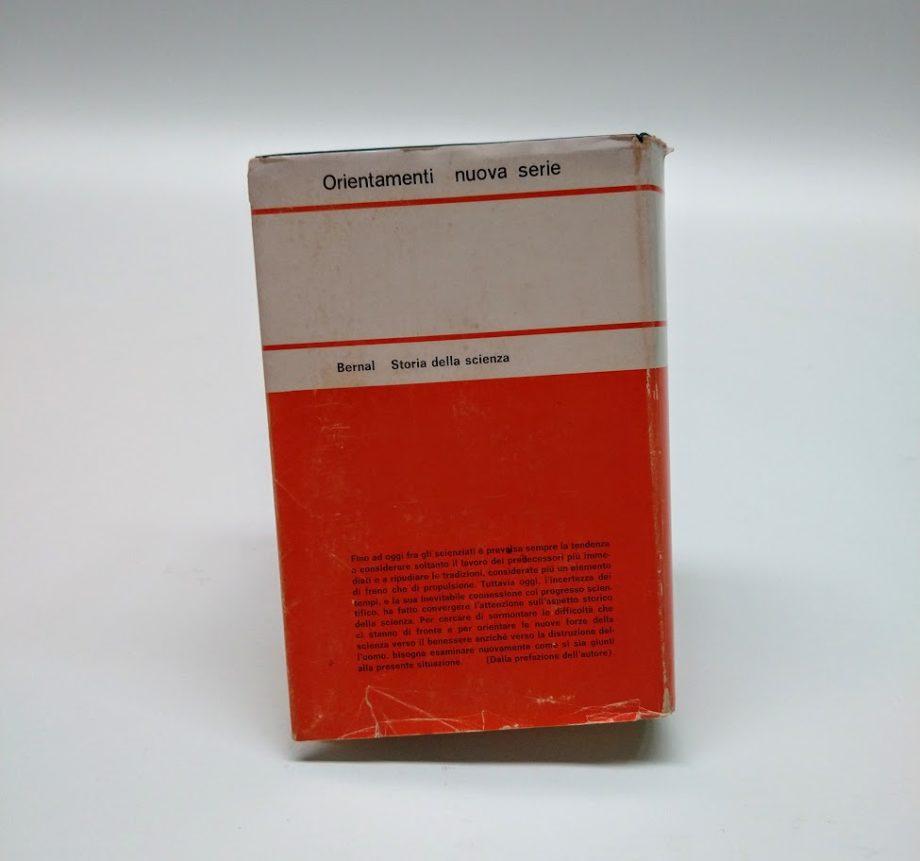 Orientamenti nuova serie
Bernal Storia della scienza
Fino ad oggi fra gli scienziati è prevalsa sempre la tendenza
a considerare soltanto il lavoro dei predecessori più imme-
diati e a ripudiare le tradizioni, considerate più un elemento
di freno che di propulsione. Tuttavia oggi, l'incertezza dei
tempi, e la sua inevitabile connessione col progresso scien-
tifico, ha fatto convergere l'attenzione sull'aspetto storico
della scienza. Per cercare di sormontare le difficoltà che
ci stanno di fronte e per orientare le nuove forze della
scienza verso il benessere anziché verso la distruzione del-
l'uomo, bisogna esaminare nuovamente come si sia giunti
alla presente situazione. (Dalla prefazione dell'autore).